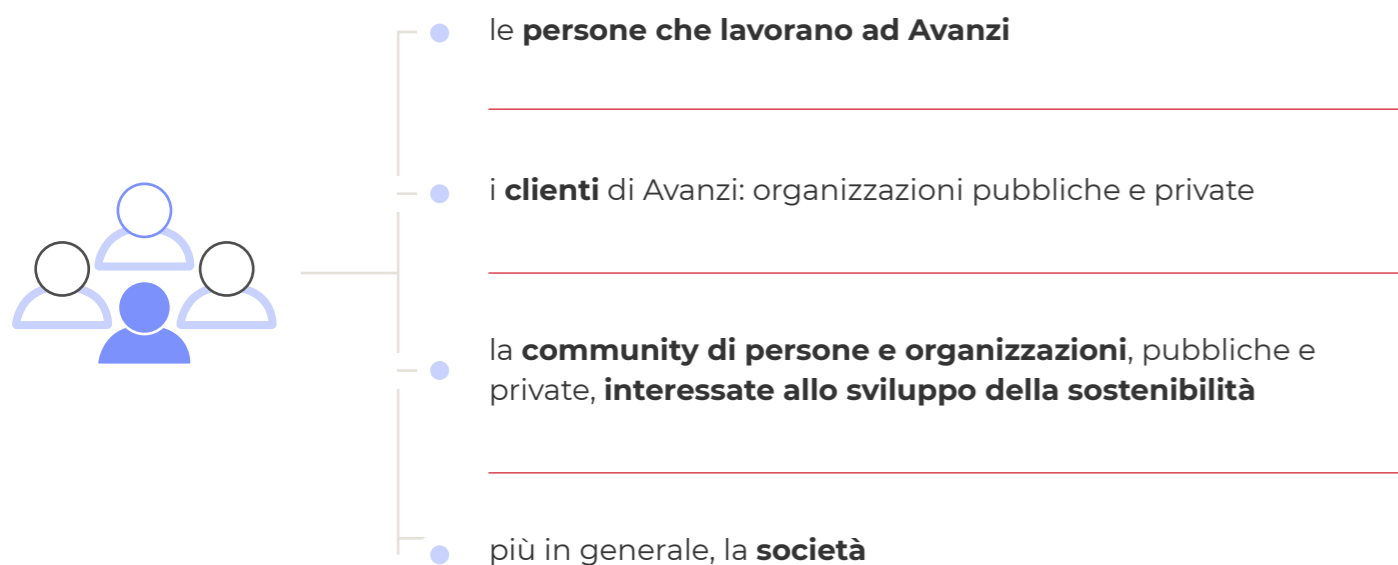 le persone che lavorano ad Avanzi
i clienti di Avanzi: organizzazioni pubbliche e private
la community di persone e organizzazioni, pubbliche e
private, interessate allo sviluppo della sostenibilità
più in generale, la società